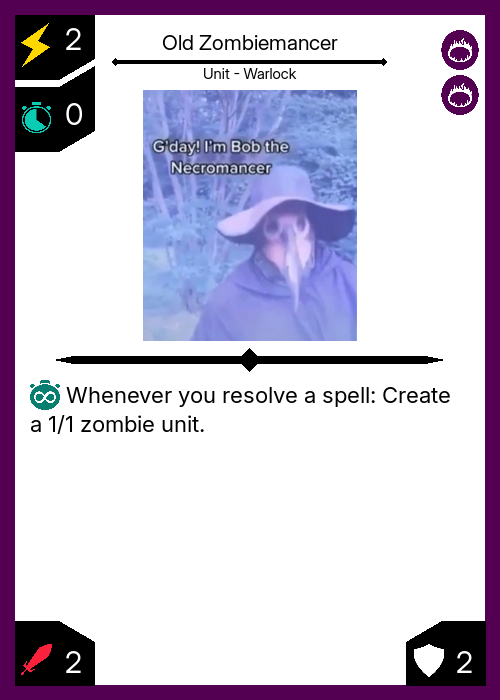 2
Old Zombiemancer
Unit - Warlock
0
G'day! I'm Bob the
Necromancer
Whenever you resolve a spell: Create
a 1/1 zombie unit.
2
2